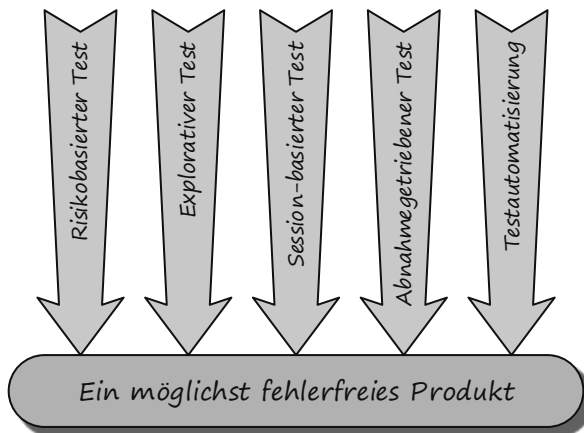 Risikobasierter Test
Explorativer Test
Session-basierter Test
Abnahmegetriebener Test
Testautomatisierung
Ein möglichst fehlerfreies Produkt